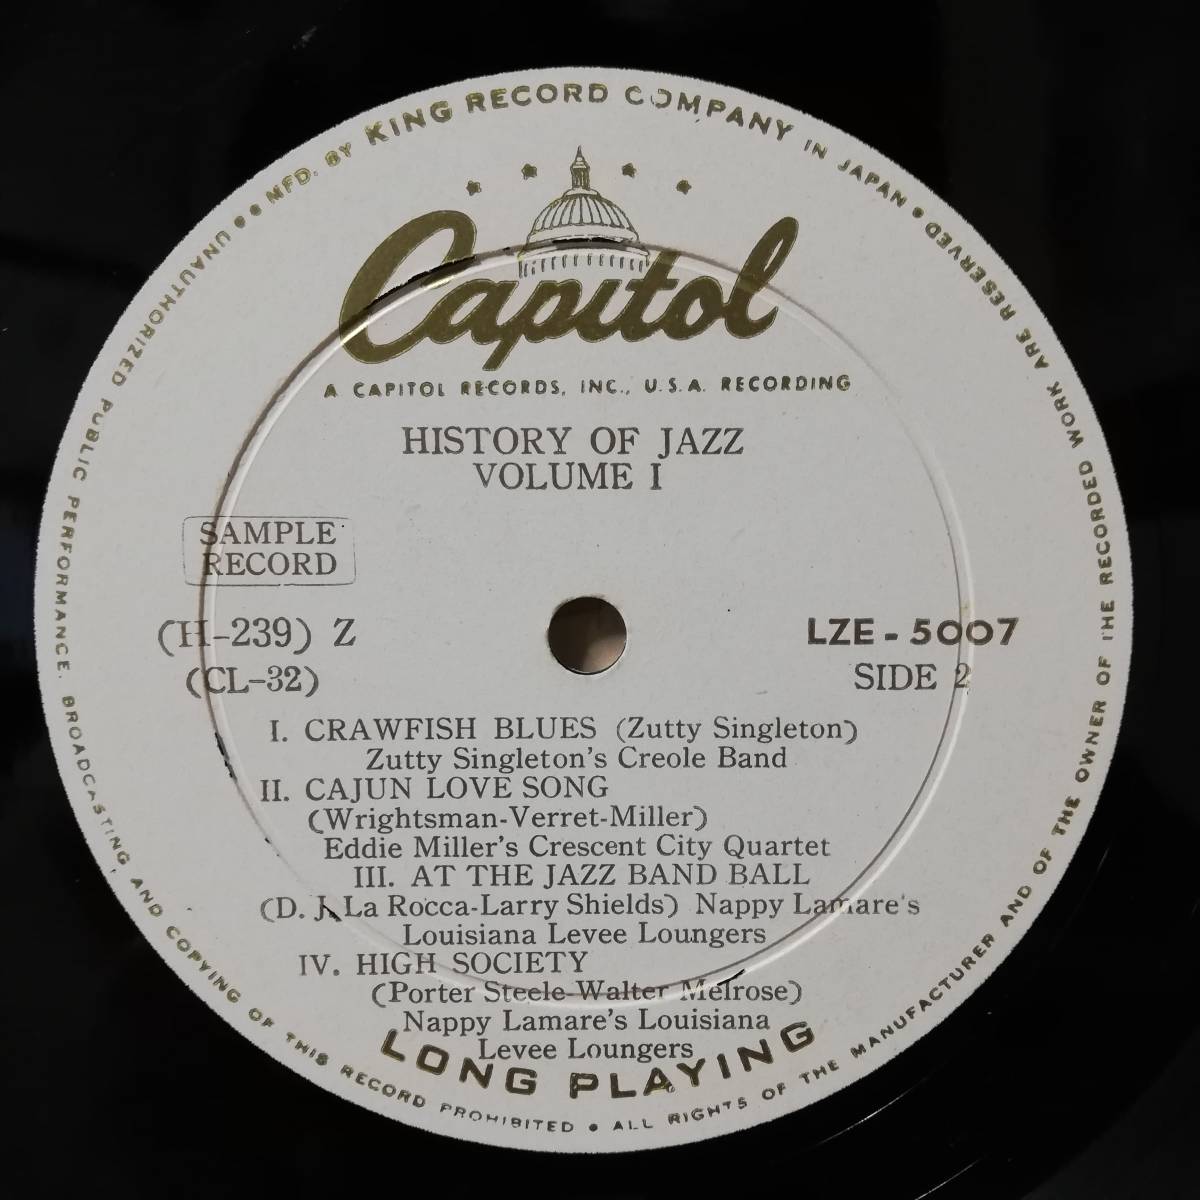 MFD. BY KING RECORD COMPANY IN JAPAN • ALL RIGHTS OF THE MANUFACTURER AND OF THE OWNER OF THE RECORDED WORK ARE RESERVED • UNAUTHORIZED PUBLIC PERFORMANCE, BROADCASTING, AND COPYING OF THIS RECORD PROHIBITED •
Capitol
A CAPITOL RECORDS, INC., U.S.A. RECORDING
HISTORY OF JAZZ
VOLUME I
SAMPLE
RECORD
(H-239) Z
(CL-32)
LZE-5007
SIDE 2
I. CRAWFISH BLUES (Zutty Singleton)
Zutty Singleton's Creole Band
II. CAJUN LOVE SONG
(Wrightsman-Verret-Miller)
Eddie Miller's Crescent City Quartet
III. AT THE JAZZ BAND BALL
(D. J. La Rocca-Larry Shields) Nappy Lamare's
Louisiana Levee Loungers
IV. HIGH SOCIETY
(Porter Steele-Walter Melrose)
Nappy Lamare's Louisiana
Levee Loungers
LONG PLAYING